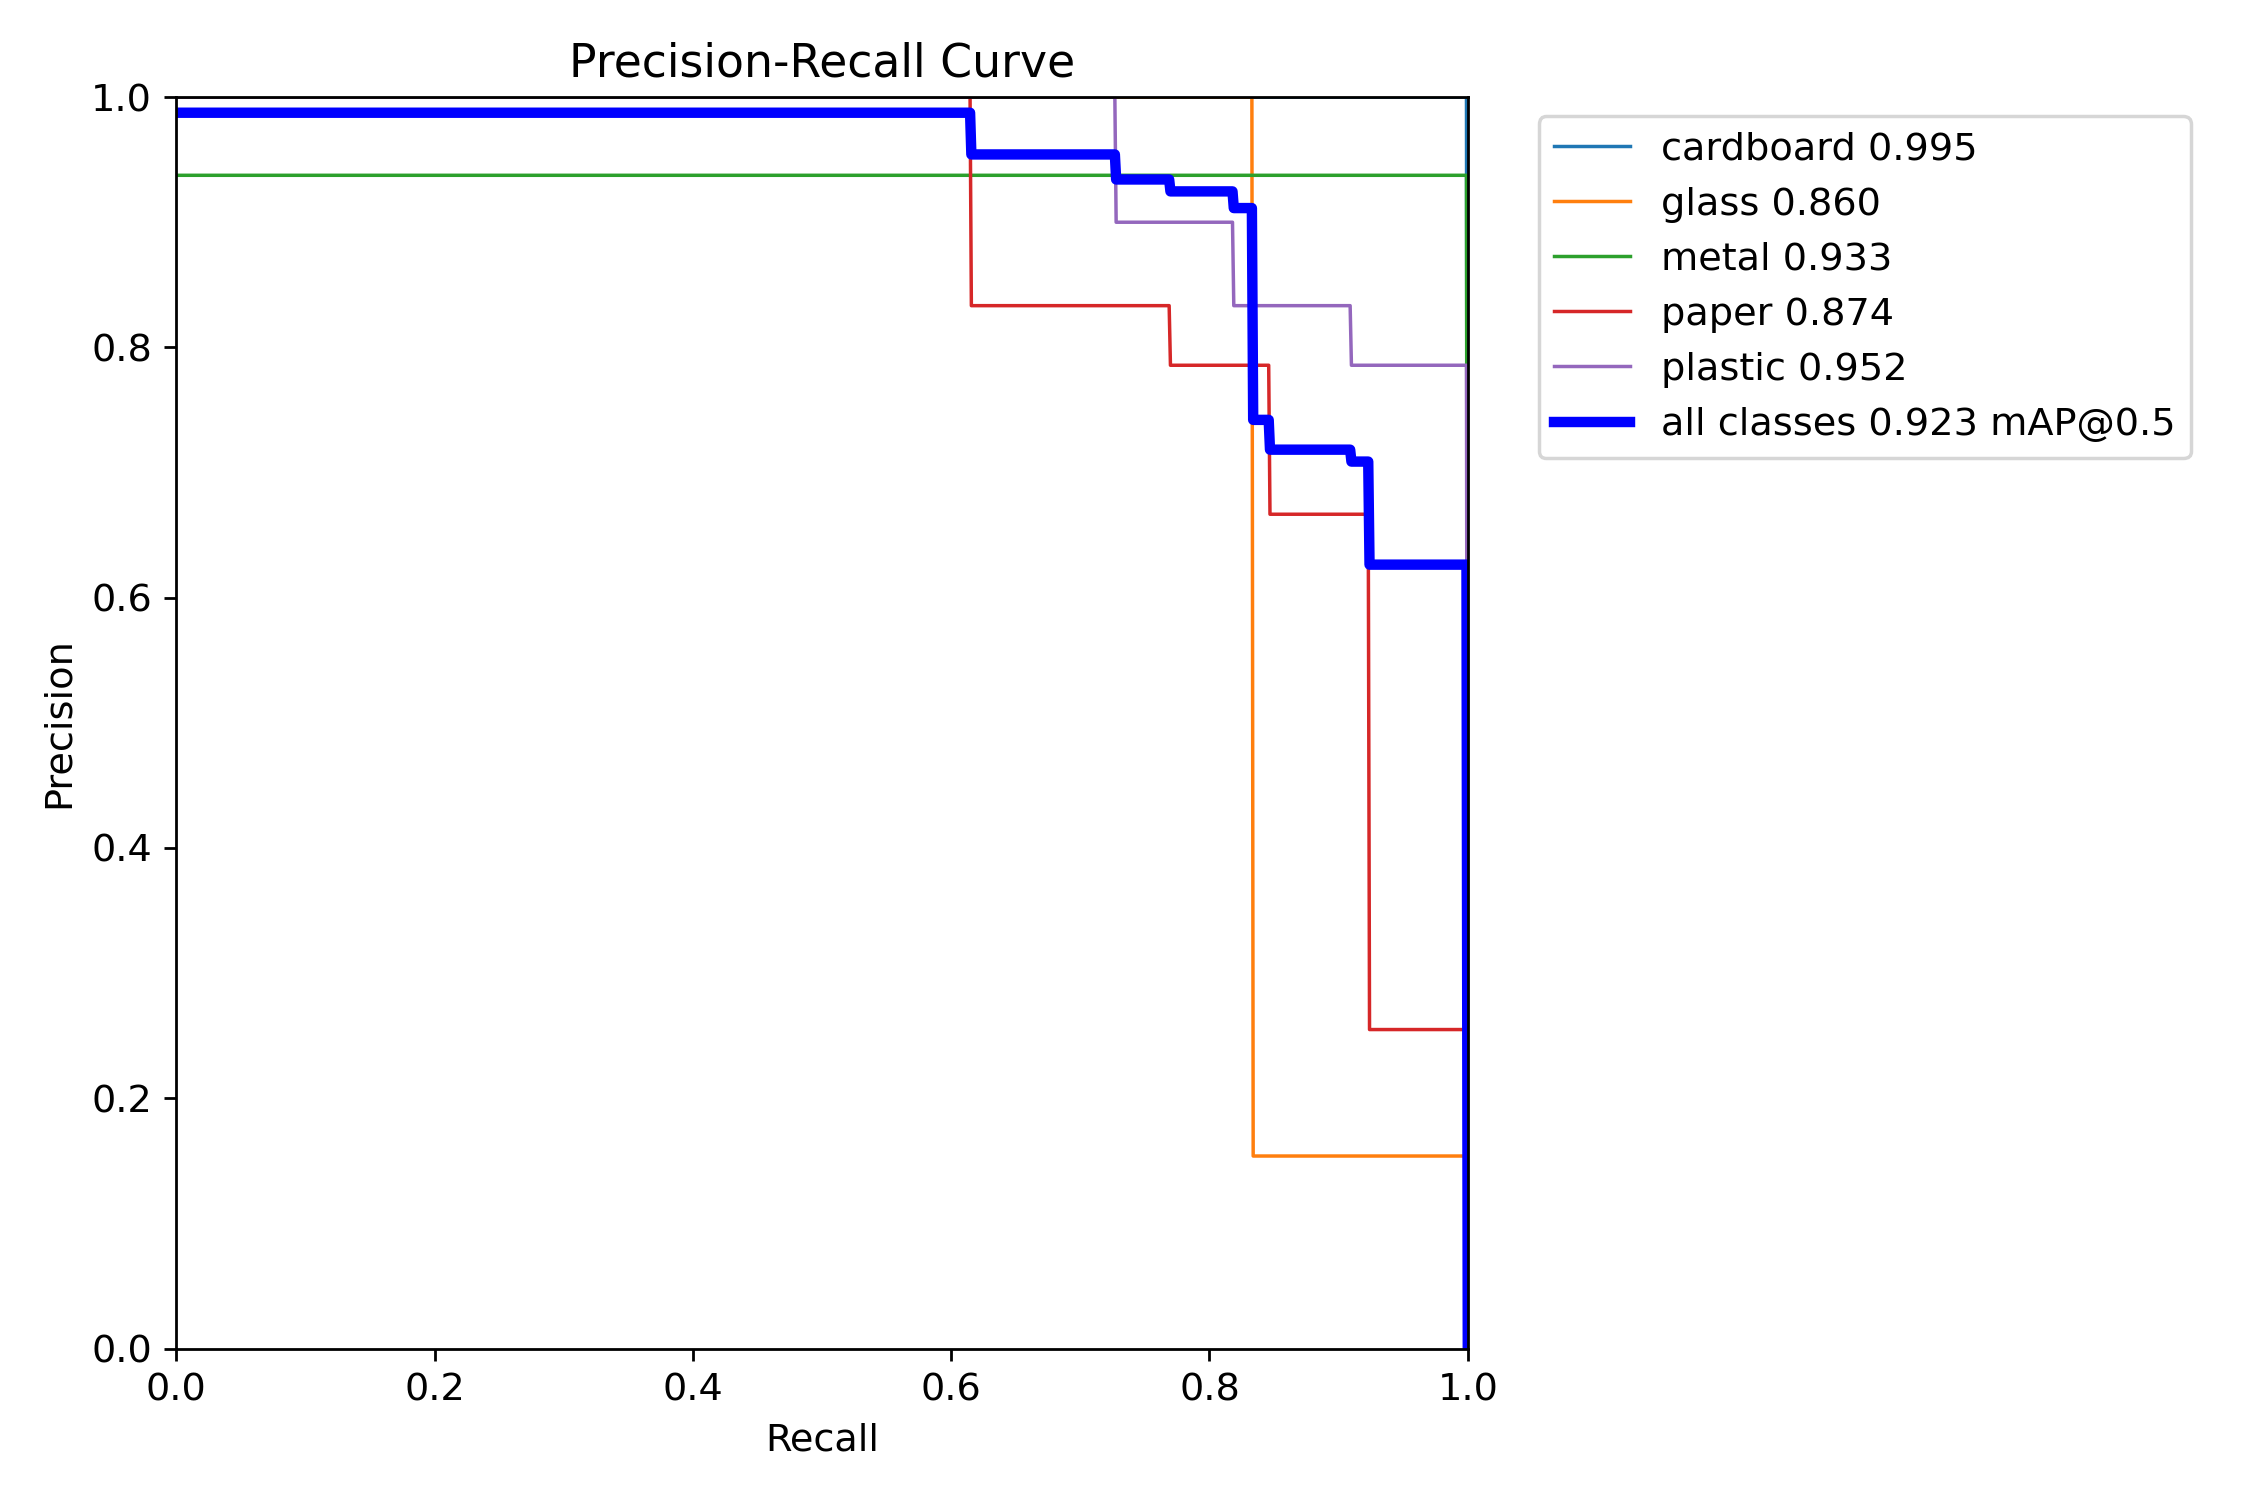 Precision-Recall Curve
1.0
0.8
0.6
0.4
0.2
0.0
Precision
0.0 0.2 0.4 0.6 0.8 1.0
Recall
cardboard 0.995
glass 0.860
metal 0.933
paper 0.874
plastic 0.952
all classes 0.923 mAP@0.5